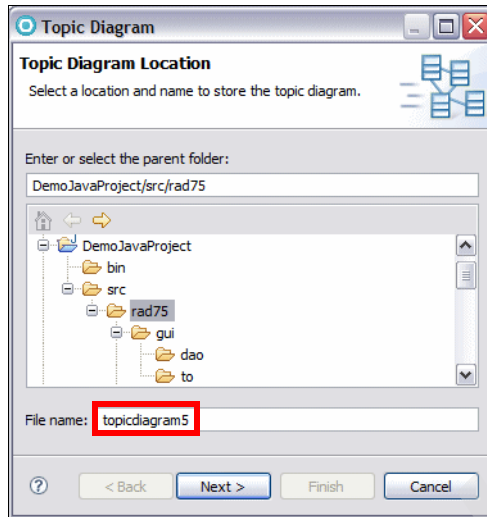 Topic Diagram
Topic Diagram Location
Select a location and name to store the topic diagram.
Enter or select the parent folder:
DemoJavaProject/src/rad75
DemoJavaProject
bin
src
rad75
gui
dao
to
File name: topicdiagram5
? < Back Next > Finish Cancel